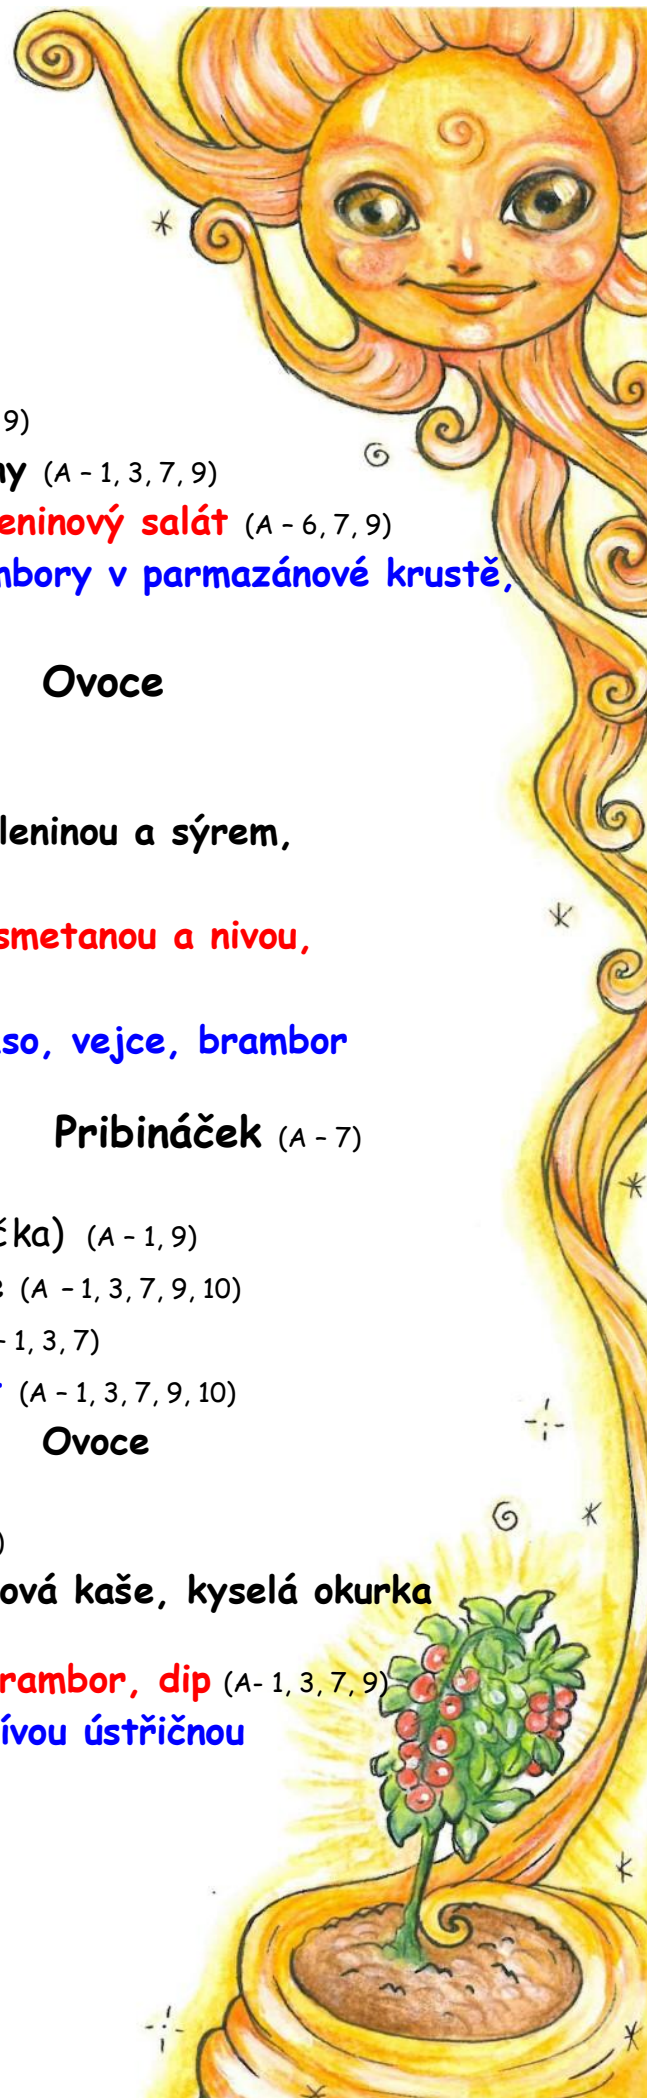 9)
ny (A – 1, 3, 7, 9)
eninový salát (A – 6, 7, 9)
mbory v parmazánové krustě,
Ovoce
leninou a sýrem,
smetanou a nivou,
so, vejce, brambor
Pribináček (A – 7)
čka) (A – 1, 9)
e (A – 1, 3, 7, 9, 10)
– 1, 3, 7)
(A – 1, 3, 7, 9, 10)
Ovoce
)
ová kaše, kyselá okurka
rambor, dip (A- 1, 3, 7, 9)
ívou ústřičnou